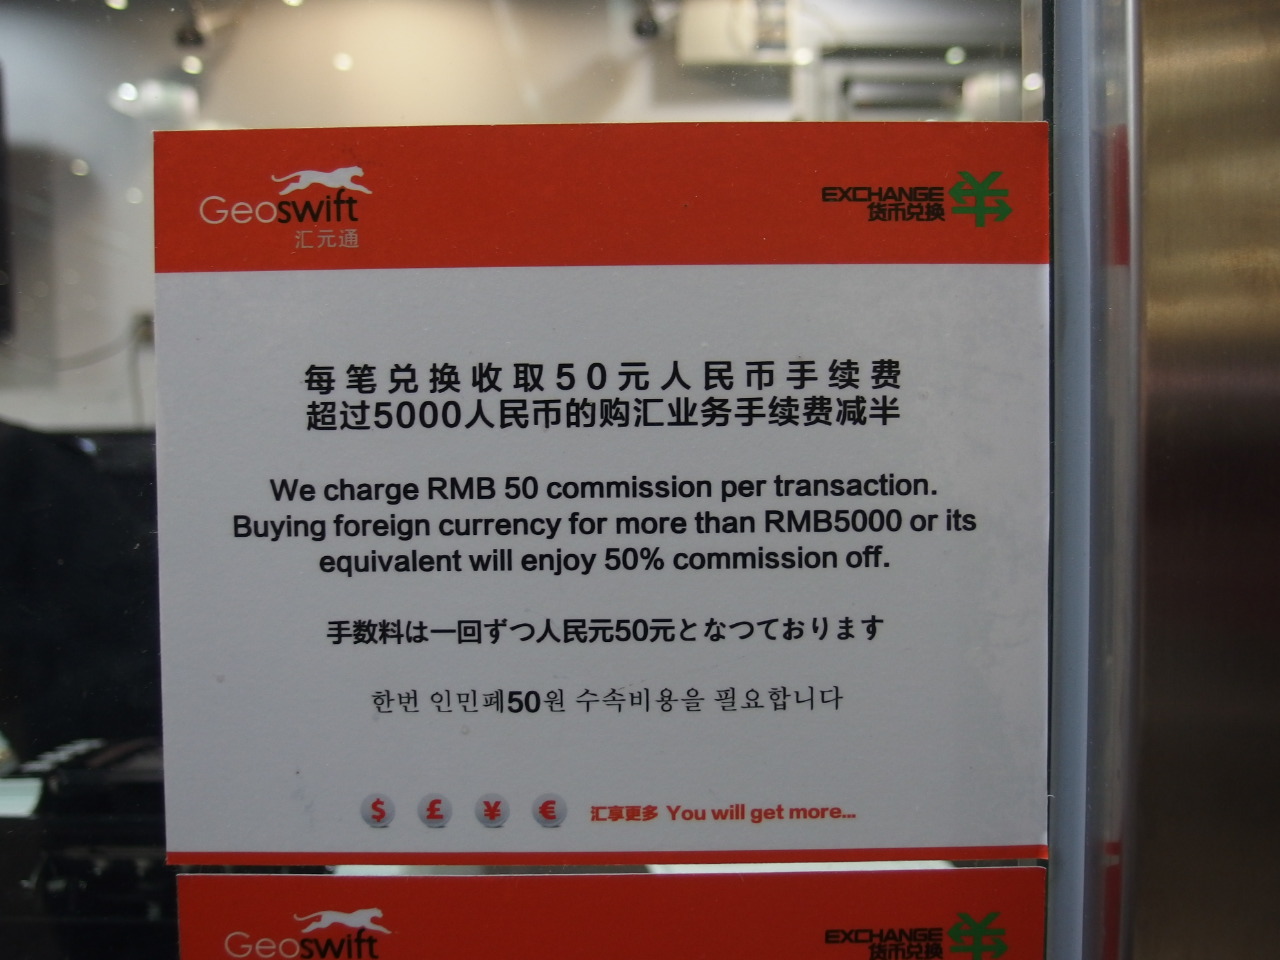 Geoswift
汇元通
EXCHANGE
货币兑换
每笔兑换收取50元人民币手续费
超过5000人民币的购汇业务手续费减半
We charge RMB 50 commission per transaction.
Buying foreign currency for more than RMB5000 or its
equivalent will enjoy 50% commission off.
手数料は一回ずつ人民元50元となつております
한번 인민폐50원 수속비용을 필요합니다
$ £ ¥ € 汇享更多 You will get more...
Geoswift
EXCHANGE
货币兑换